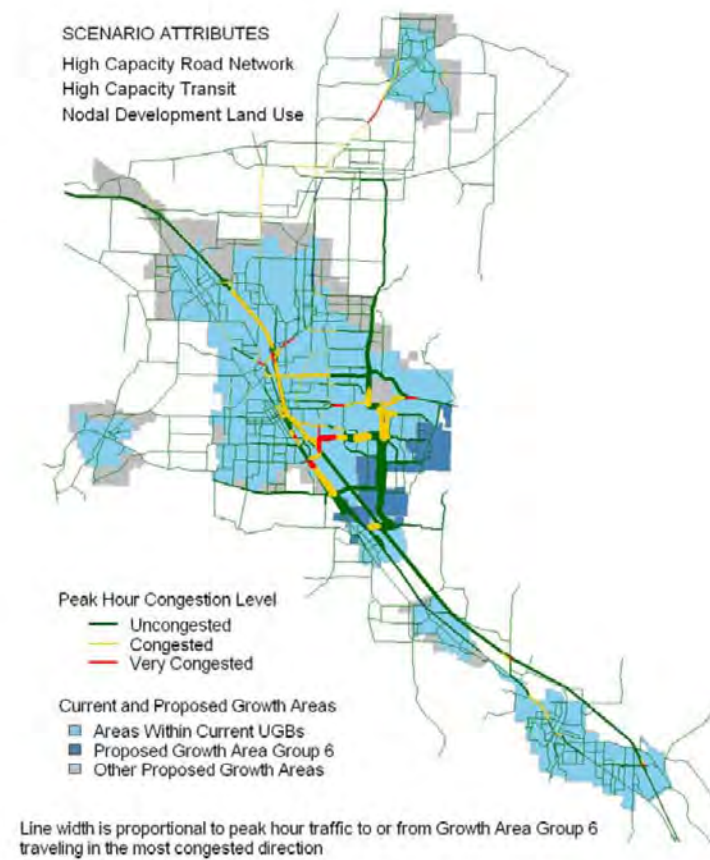 SCENARIO ATTRIBUTES
High Capacity Road Network
High Capacity Transit
Nodal Development Land Use
Peak Hour Congestion Level
Uncongested
Congested
Very Congested
Current and Proposed Growth Areas
Areas Within Current UGBs
Proposed Growth Area Group 6
Other Proposed Growth Areas
Line width is proportional to peak hour traffic to or from Growth Area Group 6
traveling in the most congested direction